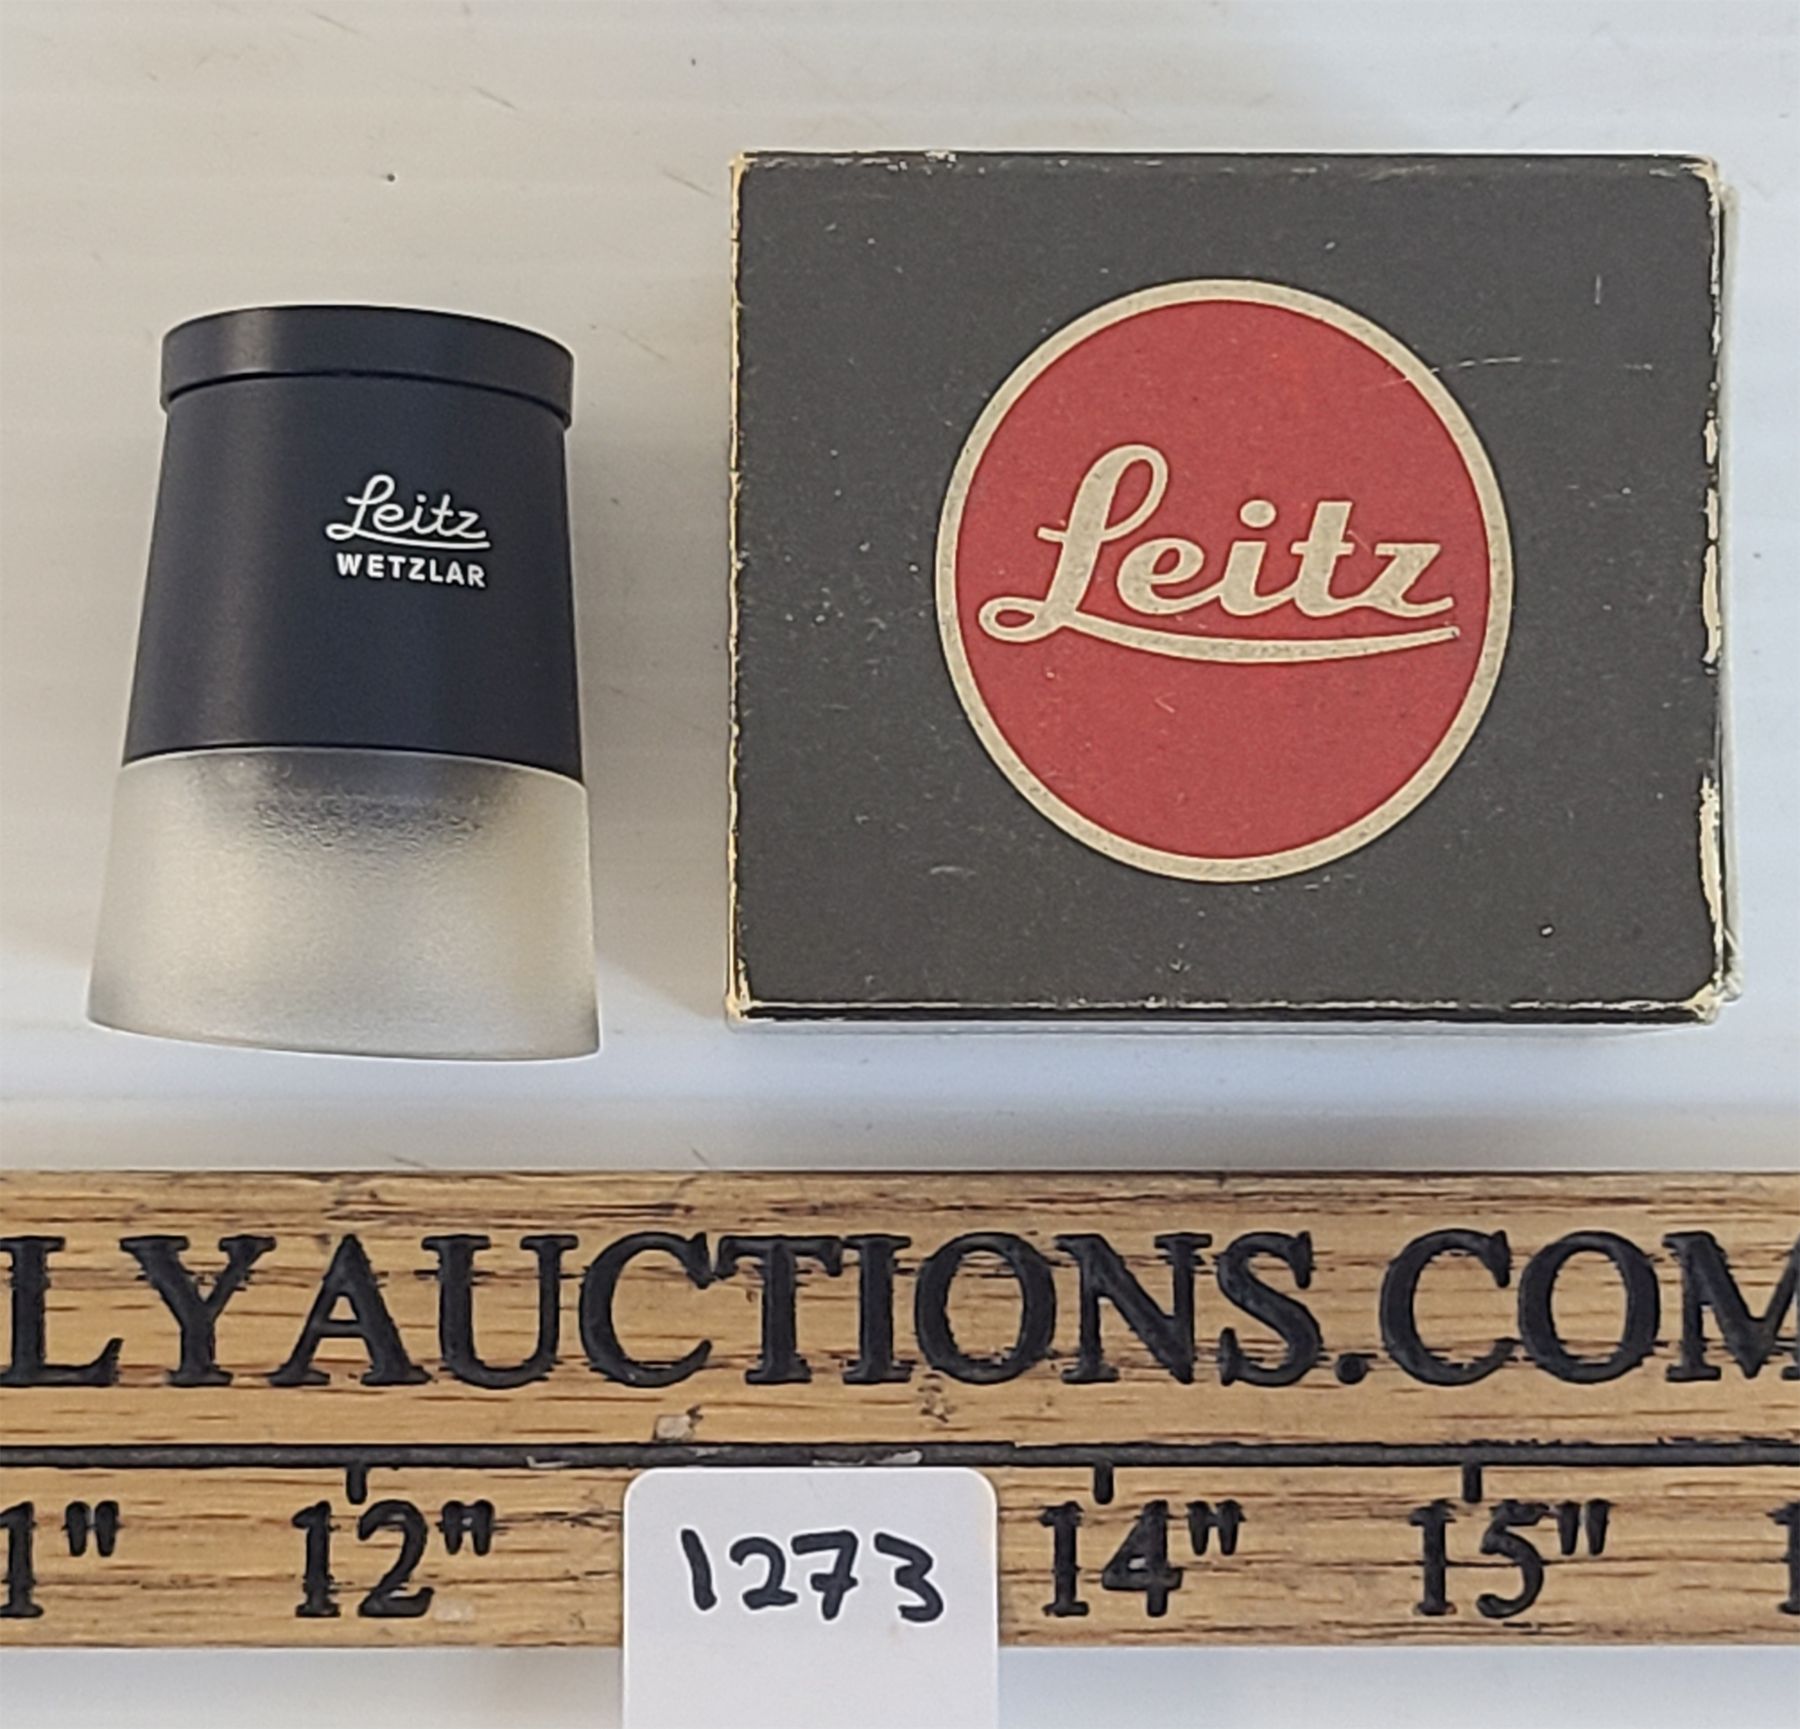 Leitz
WETZLAR
Leitz
LYAUCTIONS.COM
1" 12" 14" 15"
1273